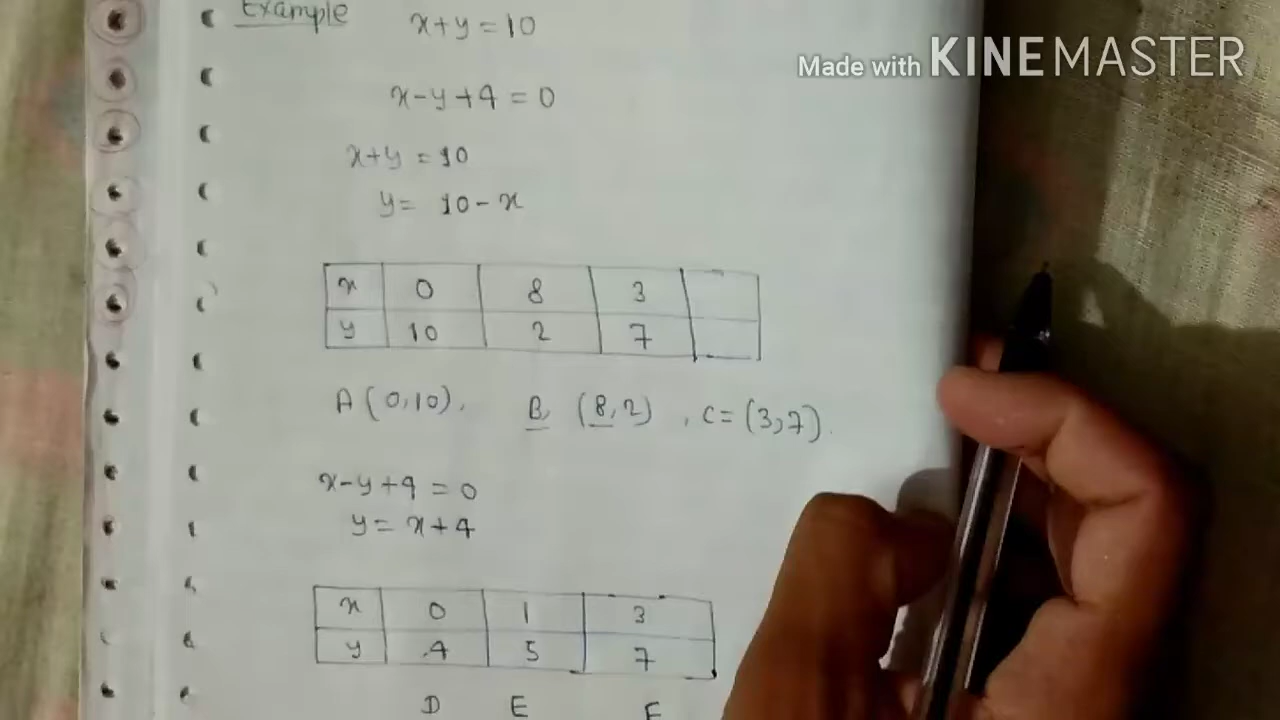 Example x+y=10
Made with KINEMASTER
x-y+4=0
x+y=10
y= 10-x
x 0 8 3
y 10 2 7
A(0,10), B, (8,2), C=(3,7).
x-y+4=0
y=x+4
x 0 1 3
y 4 5 7
D E F